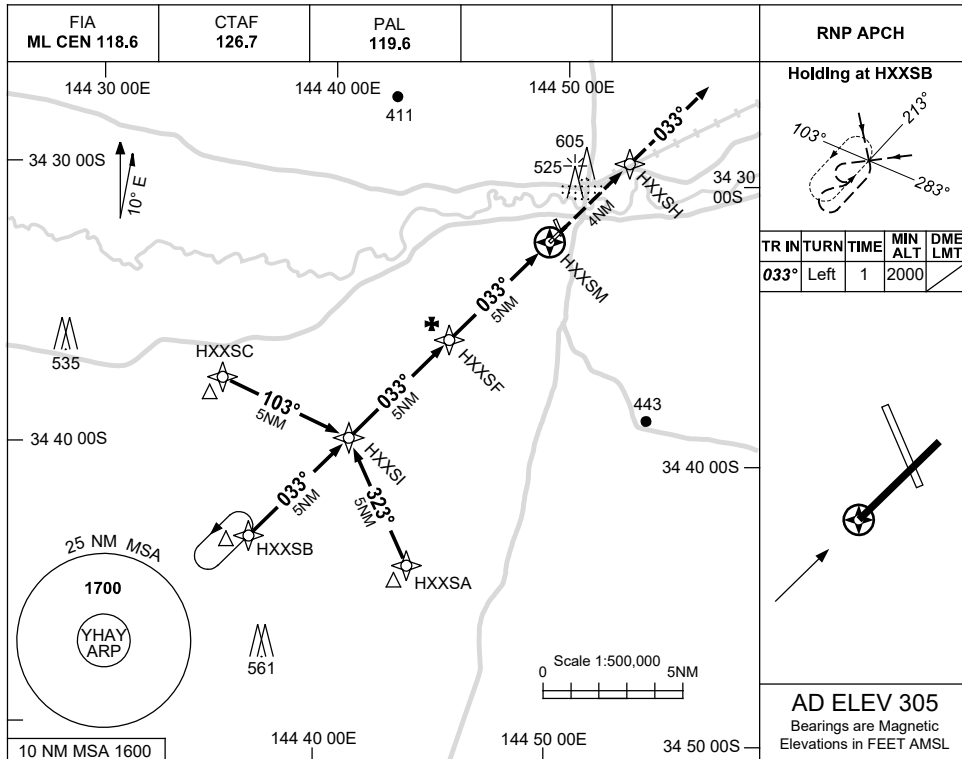 FIA
ML CEN 118.6
CTAF
126.7
PAL
119.6
RNP APCH
144 30 00E
144 40 00E
144 50 00E
411
34 30 00S
10° E
605
525
033°
HXXSH
34 30
00S
4NM
HXXSM
033°
5NM
535
HXXSC
HXXSF
103°
5NM
033°
5NM
443
34 40 00S
HXXSI
34 40 00S
033°
5NM
323°
5NM
HXXSB
HXXSA
25 NM MSA
1700
YHAY
ARP
561
Scale 1:500,000
0
5NM
10 NM MSA 1600
144 40 00E
144 50 00E
34 50 00S
Holding at HXXSB
213°
103°
283°
TR IN TURN TIME MIN ALT DME LMT
033° Left 1 2000
AD ELEV 305
Bearings are Magnetic
Elevations in FEET AMSL